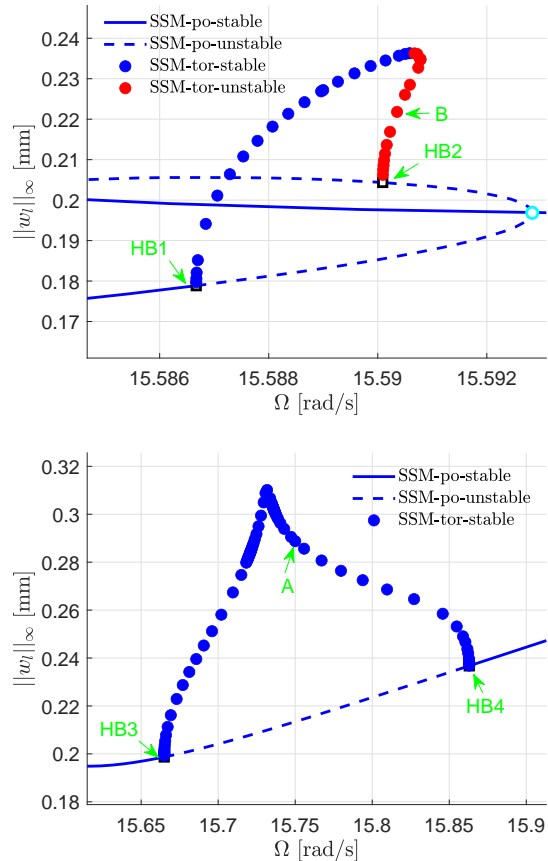 0.24
0.23
0.22
0.21
0.2
0.19
0.18
0.17
||w_l||_∞ [mm]
SSM-po-stable
SSM-po-unstable
SSM-tor-stable
SSM-tor-unstable
B
HB2
HB1
15.586 15.588 15.59 15.592
Ω [rad/s]
0.32
0.3
0.28
0.26
0.24
0.22
0.2
0.18
||w_l||_∞ [mm]
SSM-po-stable
SSM-po-unstable
SSM-tor-stable
A
HB3
HB4
15.65 15.7 15.75 15.8 15.85 15.9
Ω [rad/s]